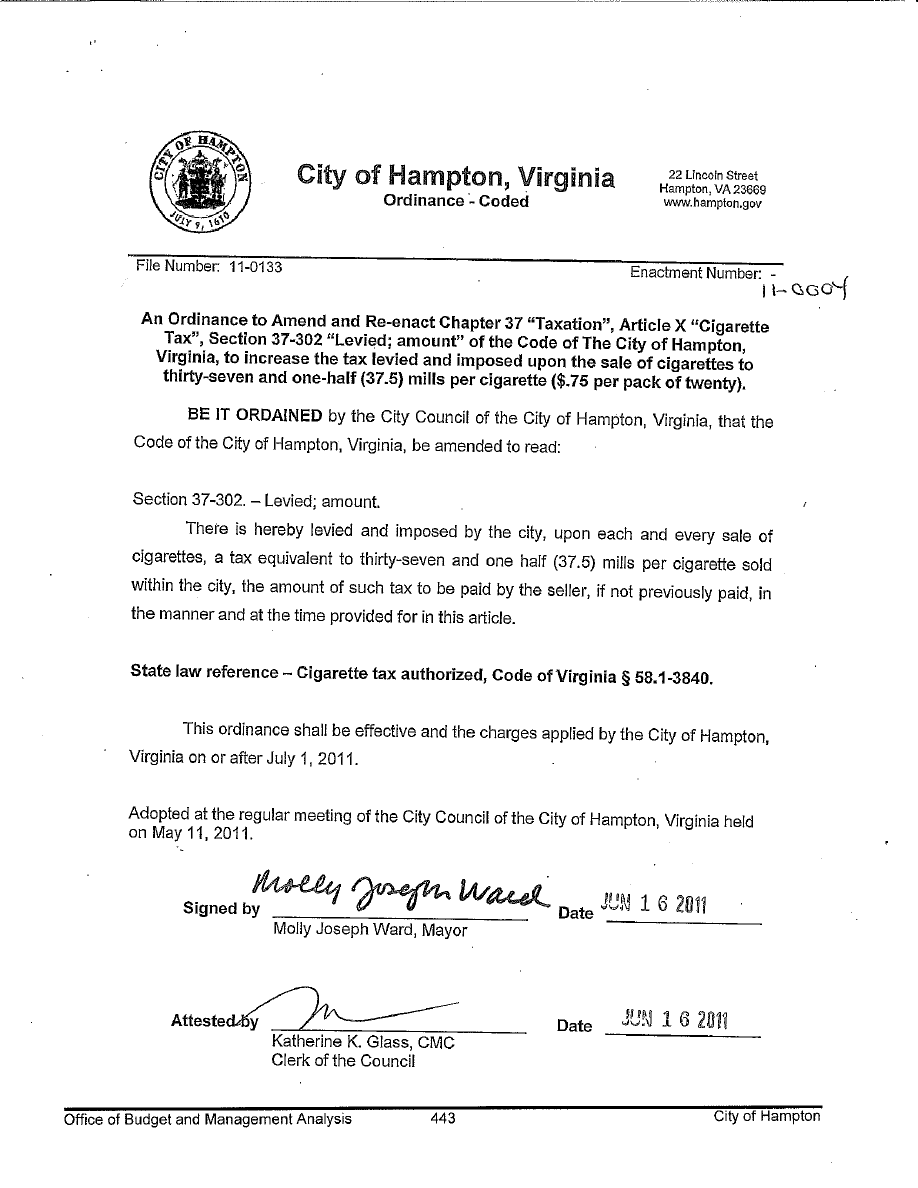 CITY OF HAMPTON
JULY 9, 1610
City of Hampton, Virginia
Ordinance - Coded
22 Lincoln Street
Hampton, VA 23669
www.hampton.gov
File Number: 11-0133
Enactment Number: -
11-0004
An Ordinance to Amend and Re-enact Chapter 37 "Taxation", Article X "Cigarette
Tax", Section 37-302 "Levied; amount" of the Code of The City of Hampton,
Virginia, to increase the tax levied and imposed upon the sale of cigarettes to
thirty-seven and one-half (37.5) mills per cigarette ($.75 per pack of twenty).
BE IT ORDAINED by the City Council of the City of Hampton, Virginia, that the
Code of the City of Hampton, Virginia, be amended to read:
Section 37-302. – Levied; amount.
There is hereby levied and imposed by the city, upon each and every sale of
cigarettes, a tax equivalent to thirty-seven and one half (37.5) mills per cigarette sold
within the city, the amount of such tax to be paid by the seller, if not previously paid, in
the manner and at the time provided for in this article.
State law reference – Cigarette tax authorized, Code of Virginia § 58.1-3840.
This ordinance shall be effective and the charges applied by the City of Hampton,
Virginia on or after July 1, 2011.
Adopted at the regular meeting of the City Council of the City of Hampton, Virginia held
on May 11, 2011.
Signed by Molly Joseph Ward Date JUN 16 2011
Molly Joseph Ward, Mayor
Attested by Date JUN 16 2011
Katherine K. Glass, CMC
Clerk of the Council
Office of Budget and Management Analysis 443 City of Hampton